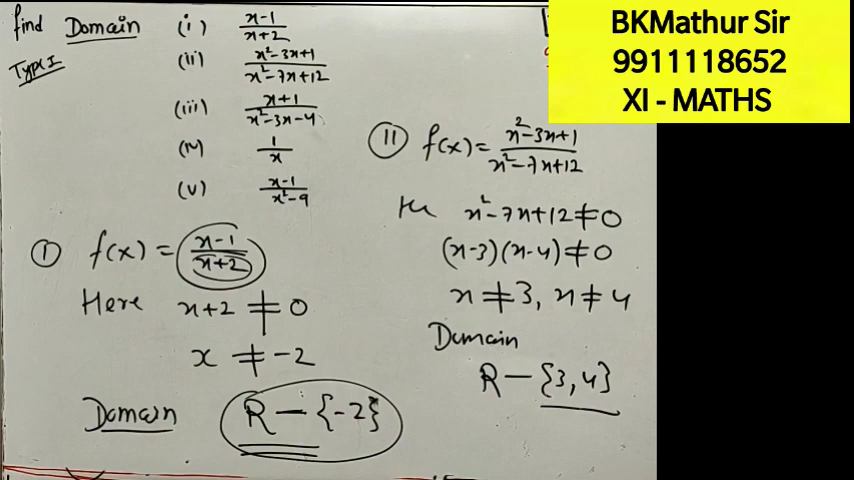 find Domain (i) x-1/x+2
Type I (ii) x²-3x+1/x²-7x+12
(iii) x+1/x²-3x-4
(iv) 1/x
(v) x-1/x²-9
I f(x) = x-1/x+2
Here x+2 ≠ 0
x ≠ -2
Domain R - {-2}
II f(x) = x²-3x+1/x²-7x+12
x²-7x+12 ≠ 0
(x-3)(x-4) ≠ 0
x ≠ 3, x ≠ 4
Domain
R - {3,4}
BKMathur Sir
9911118652
XI - MATHS